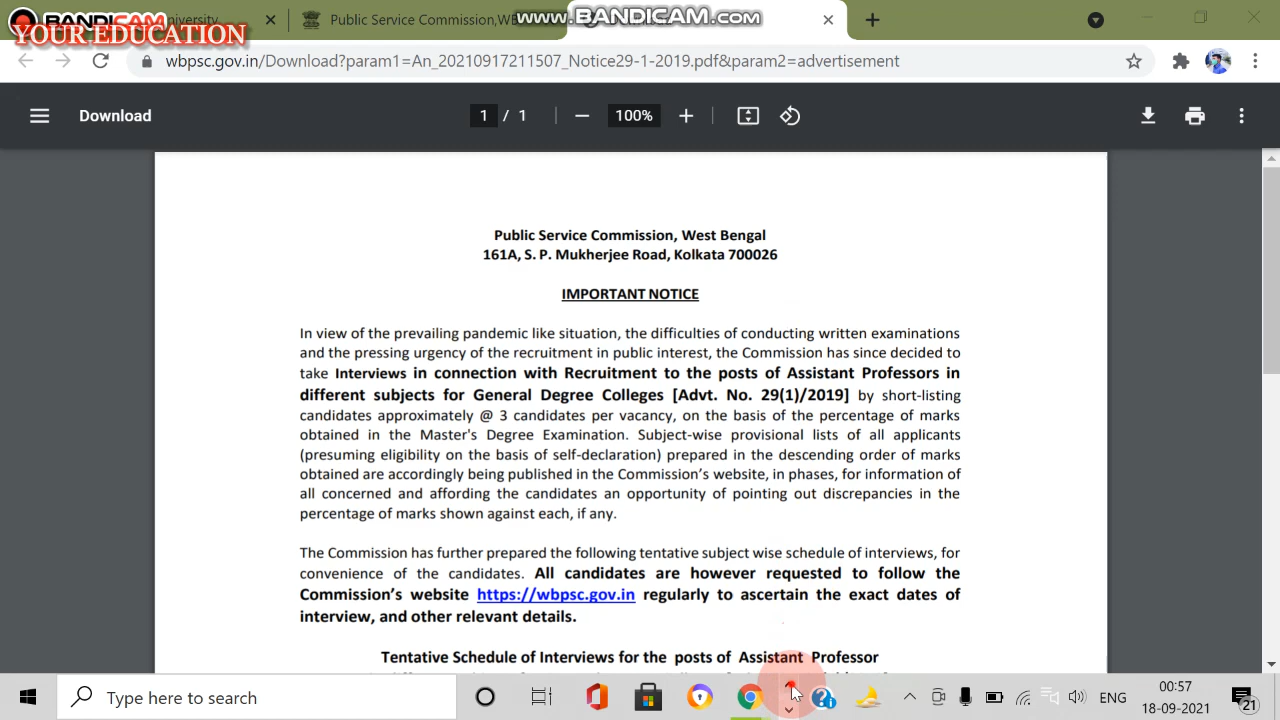 BANDICAM
www.BANDICAM.com
YOUR EDUCATION
niversity
Public Service Commission,WB
wbpsc.gov.in/Download?param1=An_20210917211507_Notice29-1-2019.pdf&param2=advertisement
Download
1 / 1
100%
Public Service Commission, West Bengal
161A, S. P. Mukherjee Road, Kolkata 700026
IMPORTANT NOTICE
In view of the prevailing pandemic like situation, the difficulties of conducting written examinations
and the pressing urgency of the recruitment in public interest, the Commission has since decided to
take Interviews in connection with Recruitment to the posts of Assistant Professors in
different subjects for General Degree Colleges [Advt. No. 29(1)/2019] by short-listing
candidates approximately @ 3 candidates per vacancy, on the basis of the percentage of marks
obtained in the Master's Degree Examination. Subject-wise provisional lists of all applicants
(presuming eligibility on the basis of self-declaration) prepared in the descending order of marks
obtained are accordingly being published in the Commission's website, in phases, for information of
all concerned and affording the candidates an opportunity of pointing out discrepancies in the
percentage of marks shown against each, if any.
The Commission has further prepared the following tentative subject wise schedule of interviews, for
convenience of the candidates. All candidates are however requested to follow the
Commission's website https://wbpsc.gov.in regularly to ascertain the exact dates of
interview, and other relevant details.
Tentative Schedule of Interviews for the posts of Assistant Professor
Type here to search
ENG
00:57
18-09-2021
21